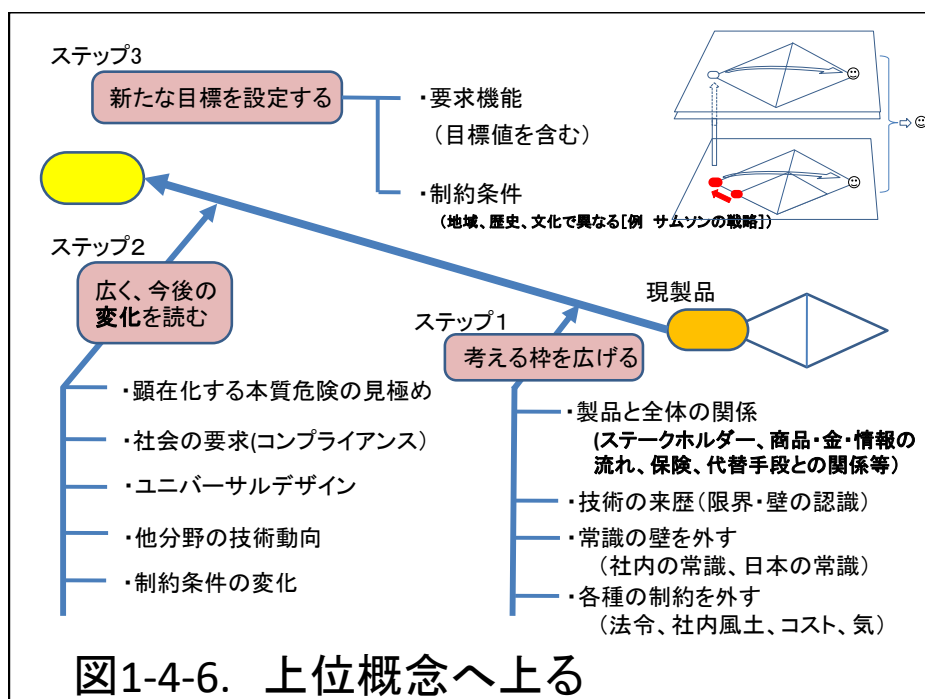 ステップ3
新たな目標を設定する
・要求機能
（目標値を含む）
・制約条件
（地域、歴史、文化で異なる[例　サムソンの戦略]）
ステップ２
広く、今後の
変化を読む
・顕在化する本質危険の見極め
・社会の要求(コンプライアンス）
・ユニバーサルデザイン
・他分野の技術動向
・制約条件の変化
現製品
ステップ１
考える枠を広げる
・製品と全体の関係
(ステークホルダー、商品・金・情報の
流れ、保険、代替手段との関係等）
・技術の来歴（限界・壁の認識）
・常識の壁を外す
（社内の常識、日本の常識）
・各種の制約を外す
（法令、社内風土、コスト、気）
図1-4-6.　上位概念へ上る